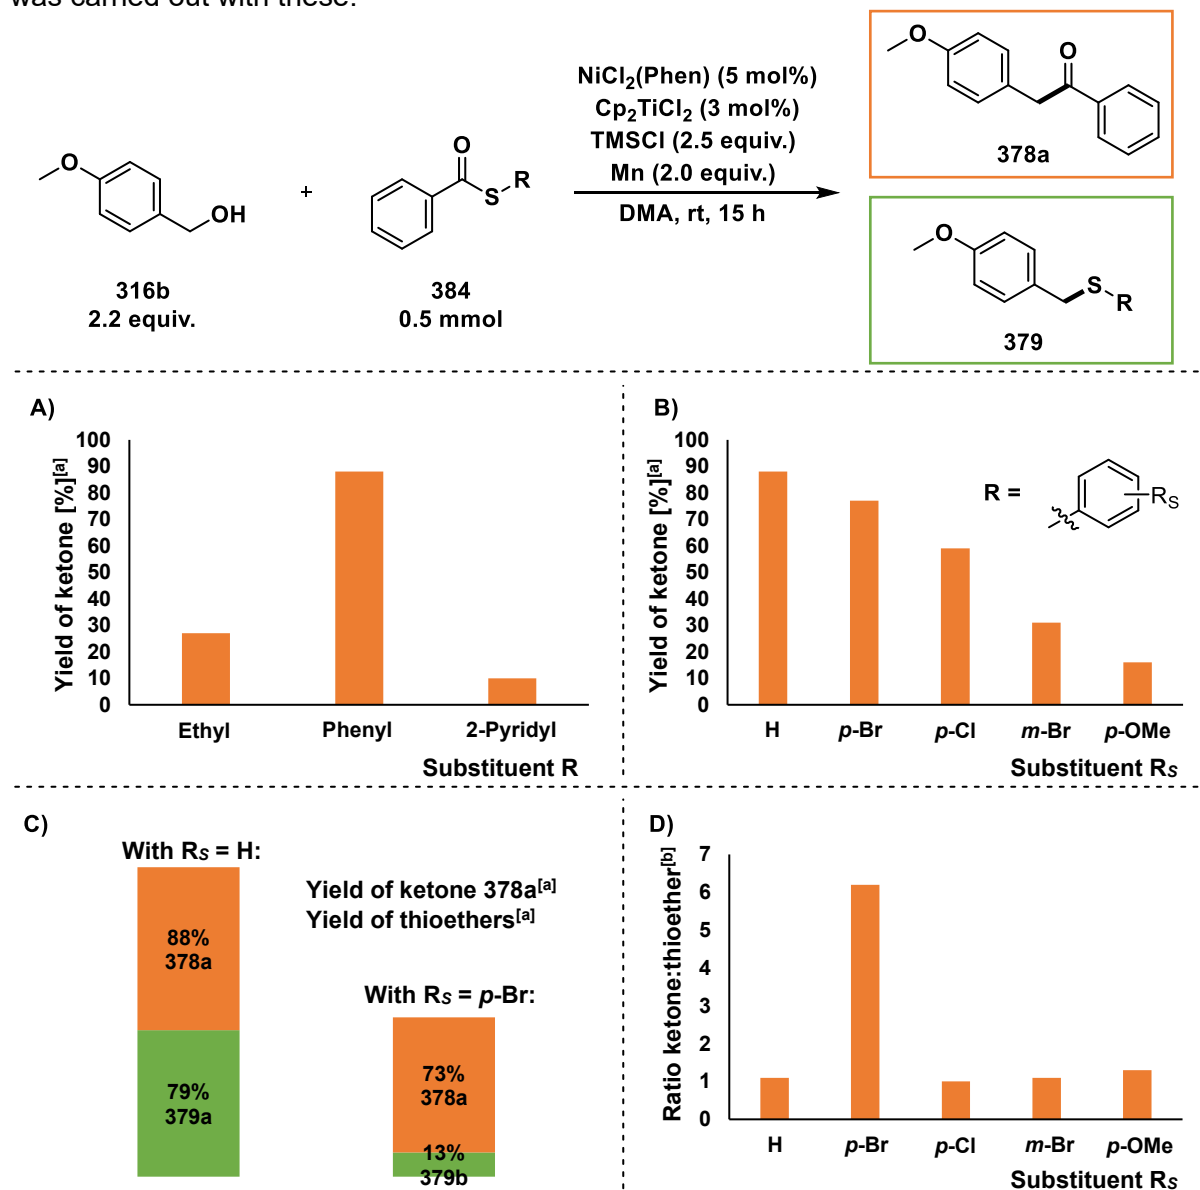 was carried out with these.
O
OH
316b
2.2 equiv.
+
O
S
R
384
0.5 mmol
NiCl2(Phen) (5 mol%)
Cp2TiCl2 (3 mol%)
TMSCl (2.5 equiv.)
Mn (2.0 equiv.)
DMA, rt, 15 h
O
O
378a
O
S
R
379
A)
Yield of ketone [%][a]
100
90
80
70
60
50
40
30
20
10
0
Ethyl
Phenyl
2-Pyridyl
Substituent R
B)
Yield of ketone [%][a]
100
90
80
70
60
50
40
30
20
10
0
R =
RS
H
p-Br
p-Cl
m-Br
p-OMe
Substituent RS
C)
With RS = H:
88%
378a
79%
379a
Yield of ketone 378a[a]
Yield of thioethers[a]
With RS = p-Br:
73%
378a
13%
379b
D)
Ratio ketone:thioether[b]
7
6
5
4
3
2
1
0
H
p-Br
p-Cl
m-Br
p-OMe
Substituent RS